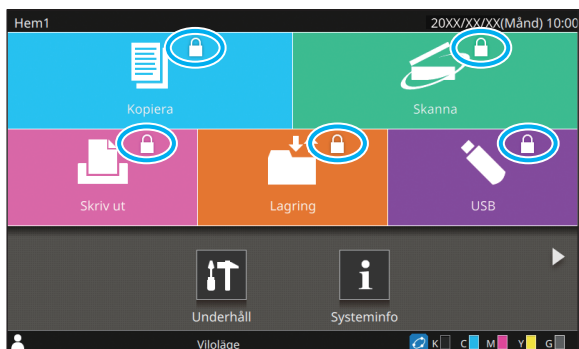 Hem1 20XX/XX/XX(Månd) 10:00
Kopiera Skanna
Skriv ut Lagring USB
Underhåll Systeminfo
Viloläge K C M Y G